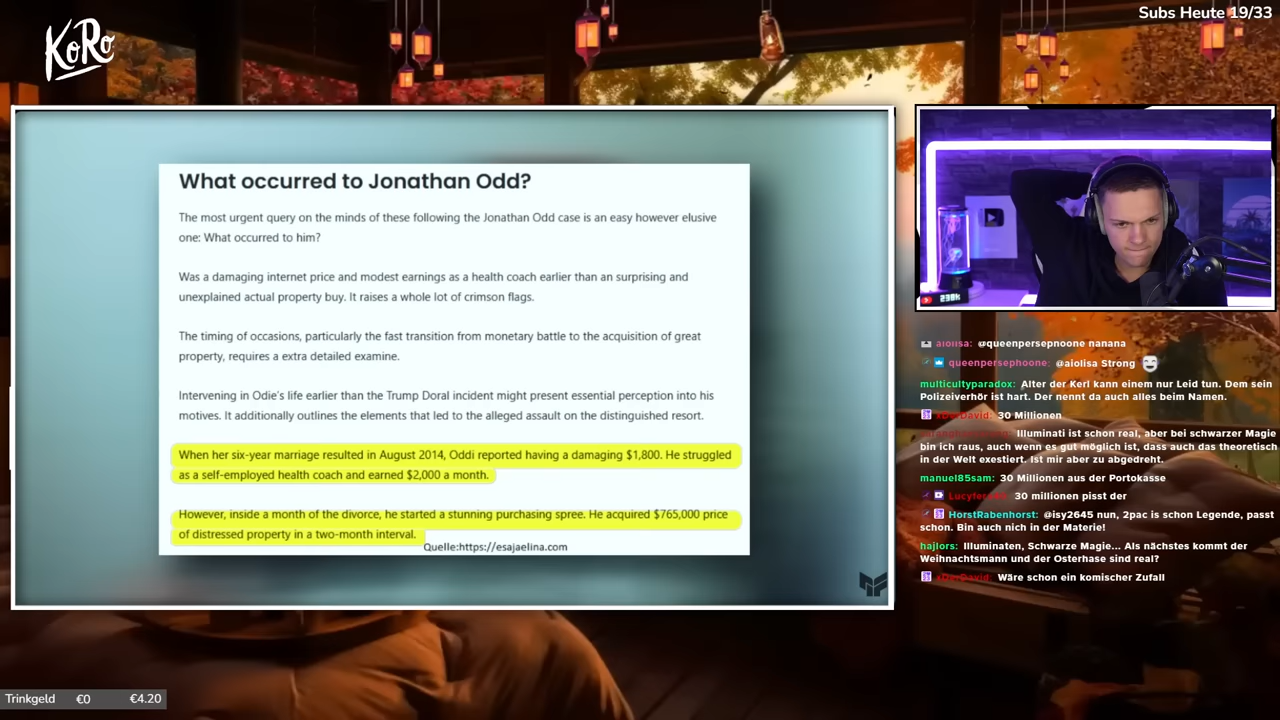 KoRo
Subs Heute 19/33
What occurred to Jonathan Odd?
The most urgent query on the minds of these following the Jonathan Odd case is an easy however elusive
one: What occurred to him?
Was a damaging internet price and modest earnings as a health coach earlier than an surprising and
unexplained actual property buy. It raises a whole lot of crimson flags.
The timing of occasions, particularly the fast transition from monetary battle to the acquisition of great
property, requires a extra detailed examine.
Intervening in Odie's life earlier than the Trump Doral incident might present essential perception into his
motives. It additionally outlines the elements that led to the alleged assault on the distinguished resort.
When her six-year marriage resulted in August 2014, Oddi reported having a damaging $1,800. He struggled
as a self-employed health coach and earned $2,000 a month.
However, inside a month of the divorce, he started a stunning purchasing spree. He acquired $765,000 price
of distressed property in a two-month interval.
Quelle:https://esajaelina.com
238k
aiolisa: @queenpersephoone nanana
queenpersephoone: @aiolisa Strong
multicultyparadox: Alter der Kerl kann einem nur Leid tun. Dem sein
Polizeiverhör ist hart. Der nennt da auch alles beim Namen.
30 Millionen
Illuminati ist schon real, aber bei schwarzer Magie
bin ich raus, auch wenn es gut möglich ist, dass auch das theoretisch
in der Welt exestiert. Ist mir aber zu abgedreht.
manuel85sam: 30 Millionen aus der Portokasse
30 millionen pisst der
HorstRabenhorst: @isy2645 nun, 2pac is schon Legende, passt
schon. Bin auch nich in der Materie!
hajlors: Illuminaten, Schwarze Magie... Als nächstes kommt der
Weihnachtsmann und der Osterhase sind real?
Wäre schon ein komischer Zufall
Trinkgeld €0 €4.20